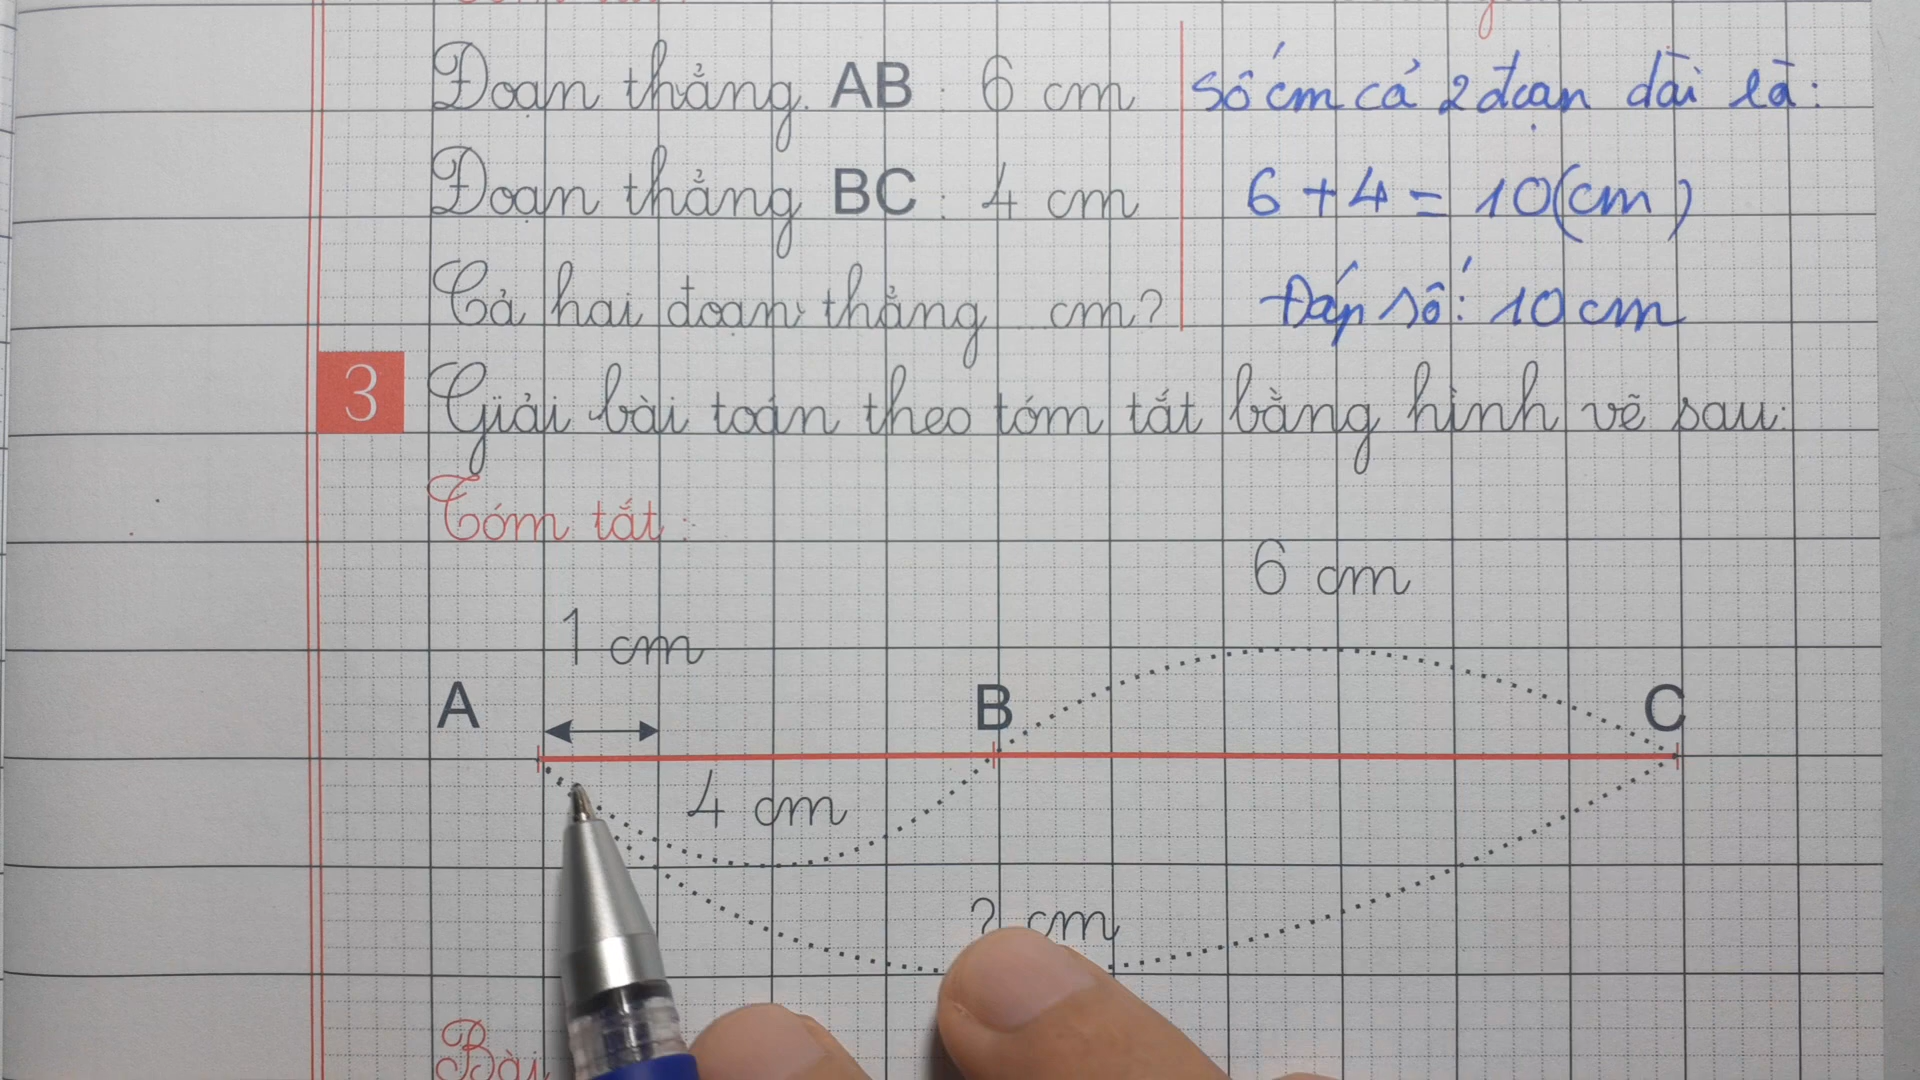 Đoạn thẳng AB : 6 cm
Đoạn thẳng BC : 4 cm
Cả hai đoạn thẳng cm?
Số cm cả 2 đoạn dài là:
6 + 4 = 10(cm)
Đáp số: 10 cm
3 Giải bài toán theo tóm tắt bằng hình vẽ sau:
Tóm tắt:
6 cm
1 cm
A B C
4 cm
? cm
Bài